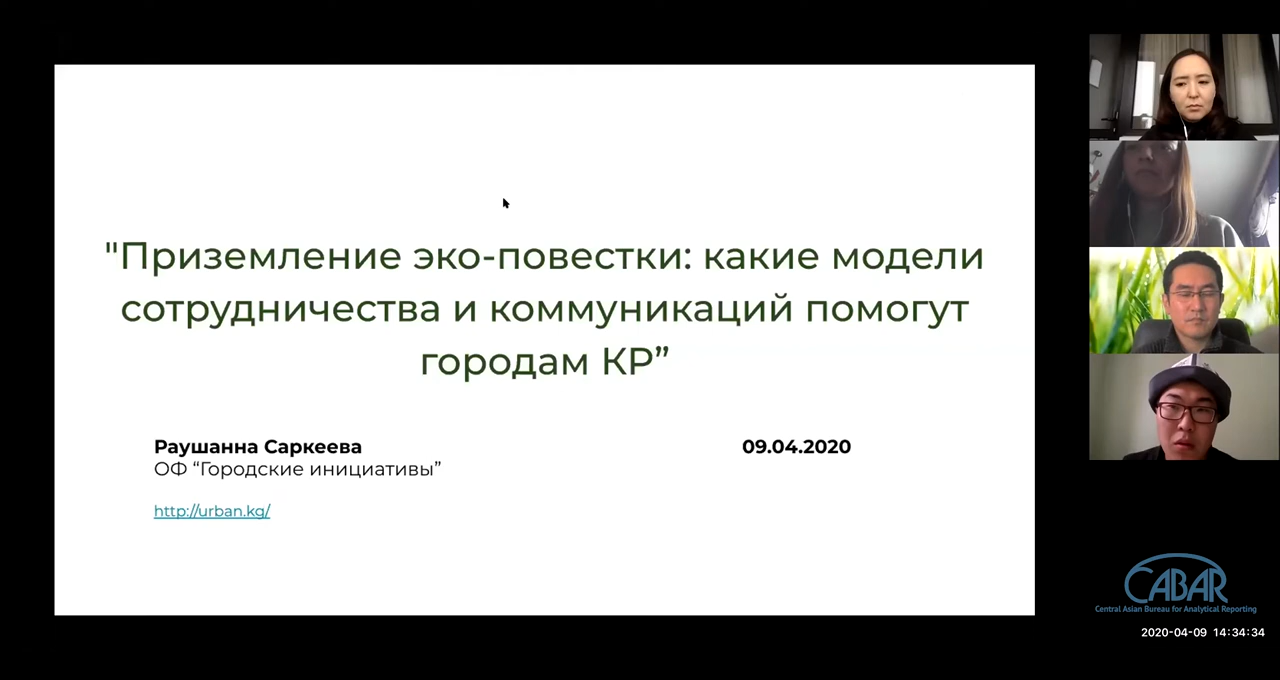 "Приземление эко-повестки: какие модели
сотрудничества и коммуникаций помогут
городам КР”
Раушанна Саркеева
09.04.2020
ОФ “Городские инициативы”
http://urban.kg/
CABAR
Central Asian Bureau for Analytical Reporting
2020-04-09 14:34:34